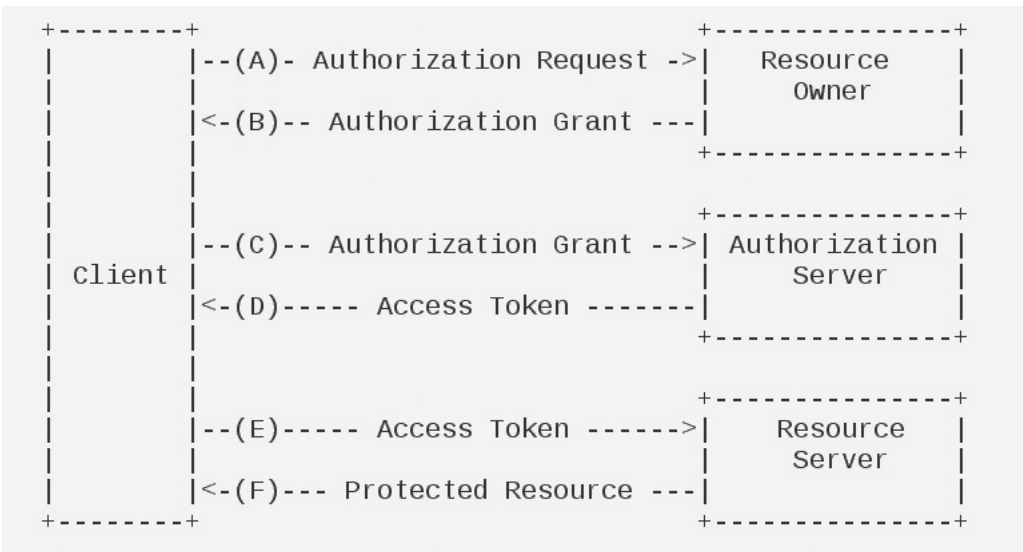 +--------+                               +---------------+
|        |--(A)- Authorization Request ->|   Resource    |
|        |                               |     Owner     |
|        |<-(B)-- Authorization Grant ---|               |
|        |                               +---------------+
|        |
|        |                               +---------------+
|        |--(C)-- Authorization Grant -->| Authorization |
| Client |                               |     Server    |
|        |<-(D)----- Access Token -------|               |
|        |                               +---------------+
|        |
|        |                               +---------------+
|        |--(E)----- Access Token ------>|    Resource   |
|        |                               |     Server    |
|        |<-(F)--- Protected Resource ---|               |
+--------+                               +---------------+